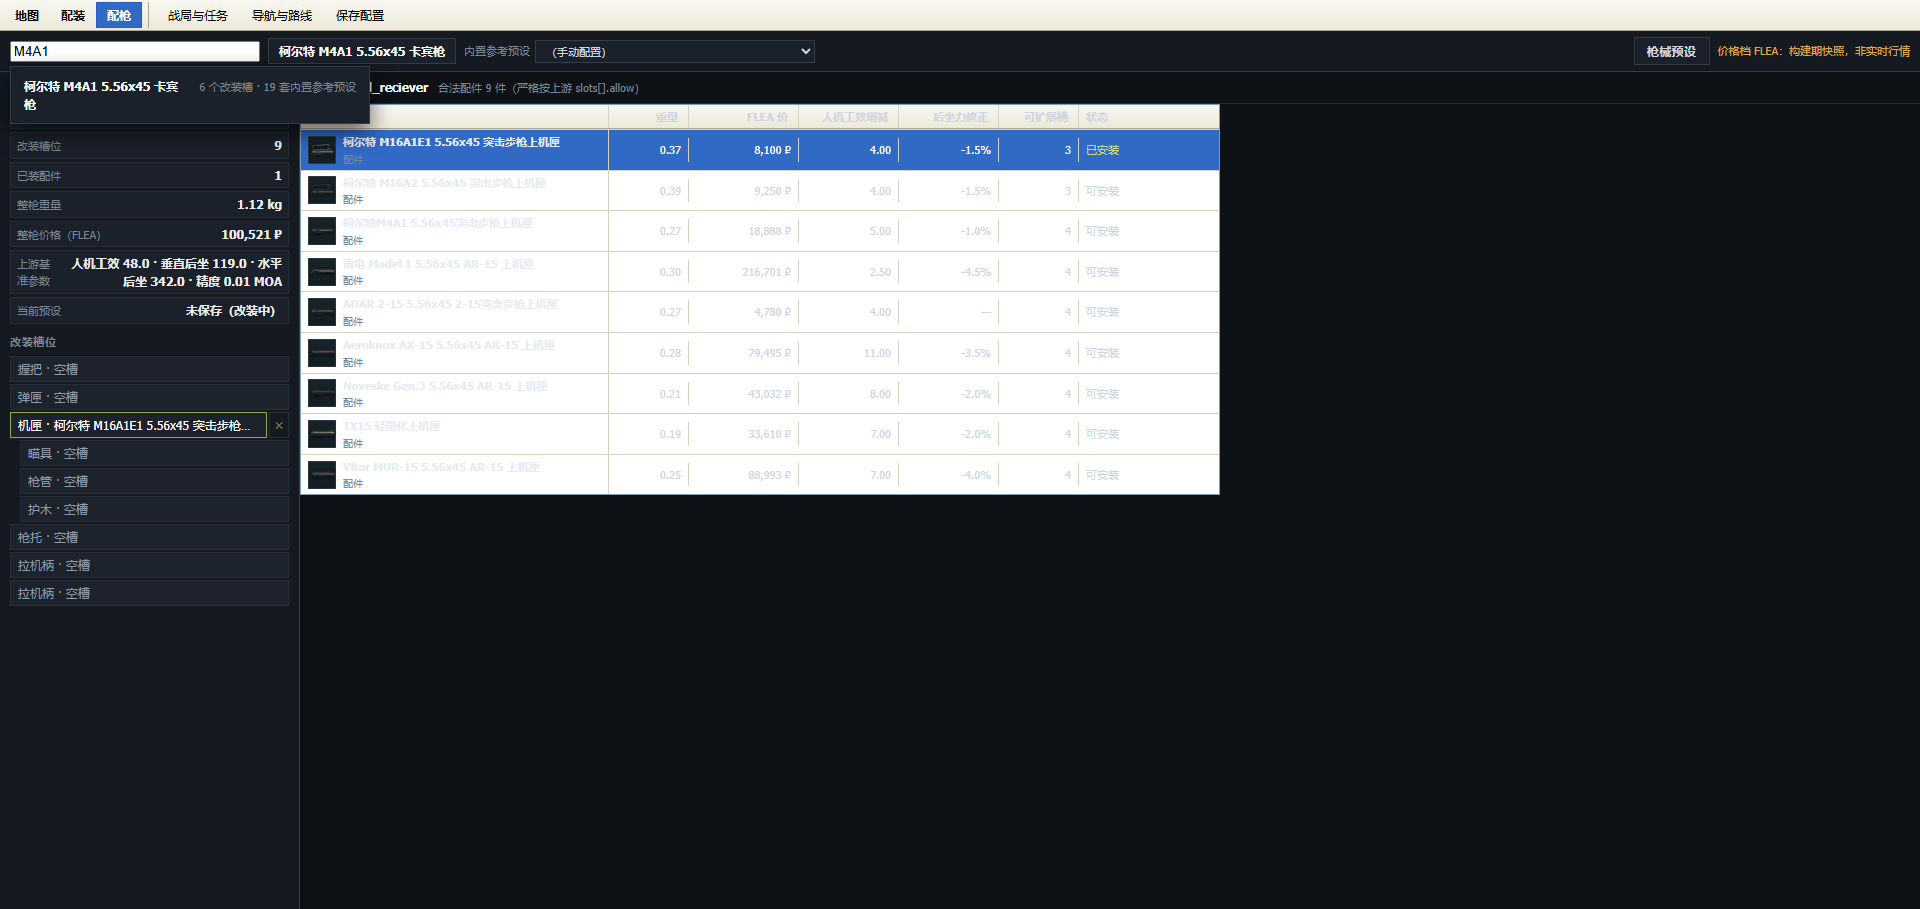 地图 配装 配枪 战局与任务 导航与路线 保存配置
M4A1 柯尔特 M4A1 5.56x45 卡宾枪 内置参考预设 (手动配置) 枪械预设 价格档 FLEA：构建期快照，非实时行情
柯尔特 M4A1 5.56x45 卡宾枪 6 个改装槽 · 19 套内置参考预设
_reciever 合法配件 9 件（严格按上游 slots[].allow）
重量 FLEA 价 人机工效增减 后坐力修正 可扩展槽 状态
改装槽位 9
已装配件 1
整枪重量 1.12 kg
整枪价格（FLEA） 100,521 ₽
上游基准参数 人机工效 48.0 · 垂直后坐 119.0 · 水平后坐 342.0 · 精度 0.01 MOA
当前预设 未保存（改装中）
改装槽位
握把 · 空槽
弹匣 · 空槽
机匣 · 柯尔特 M16A1E1 5.56x45 突击步枪... ×
瞄具 · 空槽
枪管 · 空槽
护木 · 空槽
枪托 · 空槽
拉机柄 · 空槽
拉机柄 · 空槽
柯尔特 M16A1E1 5.56x45 突击步枪上机匣 配件 0.37 8,100 ₽ 4.00 -1.5% 3 已安装
柯尔特 M16A2 5.56x45 突击步枪上机匣 配件 0.39 9,250 ₽ 4.00 -1.5% 3 可安装
柯尔特M4A1 5.56x45突击步枪上机匣 配件 0.27 18,888 ₽ 5.00 -1.0% 4 可安装
雷电 Model 1 5.56x45 AR-15 上机匣 配件 0.30 216,701 ₽ 2.50 -4.5% 4 可安装
ADAR 2-15 5.56x45 2-15突击步枪上机匣 配件 0.27 4,780 ₽ 4.00 — 4 可安装
Aeroknox AX-15 5.56x45 AR-15 上机匣 配件 0.28 79,495 ₽ 11.00 -3.5% 4 可安装
Noveske Gen.3 5.56x45 AR-15 上机匣 配件 0.21 43,032 ₽ 8.00 -2.0% 4 可安装
TX15 轻量化上机匣 配件 0.19 33,610 ₽ 7.00 -2.0% 4 可安装
Vltor MUR-1S 5.56x45 AR-15 上机匣 配件 0.25 88,993 ₽ 7.00 -4.0% 4 可安装